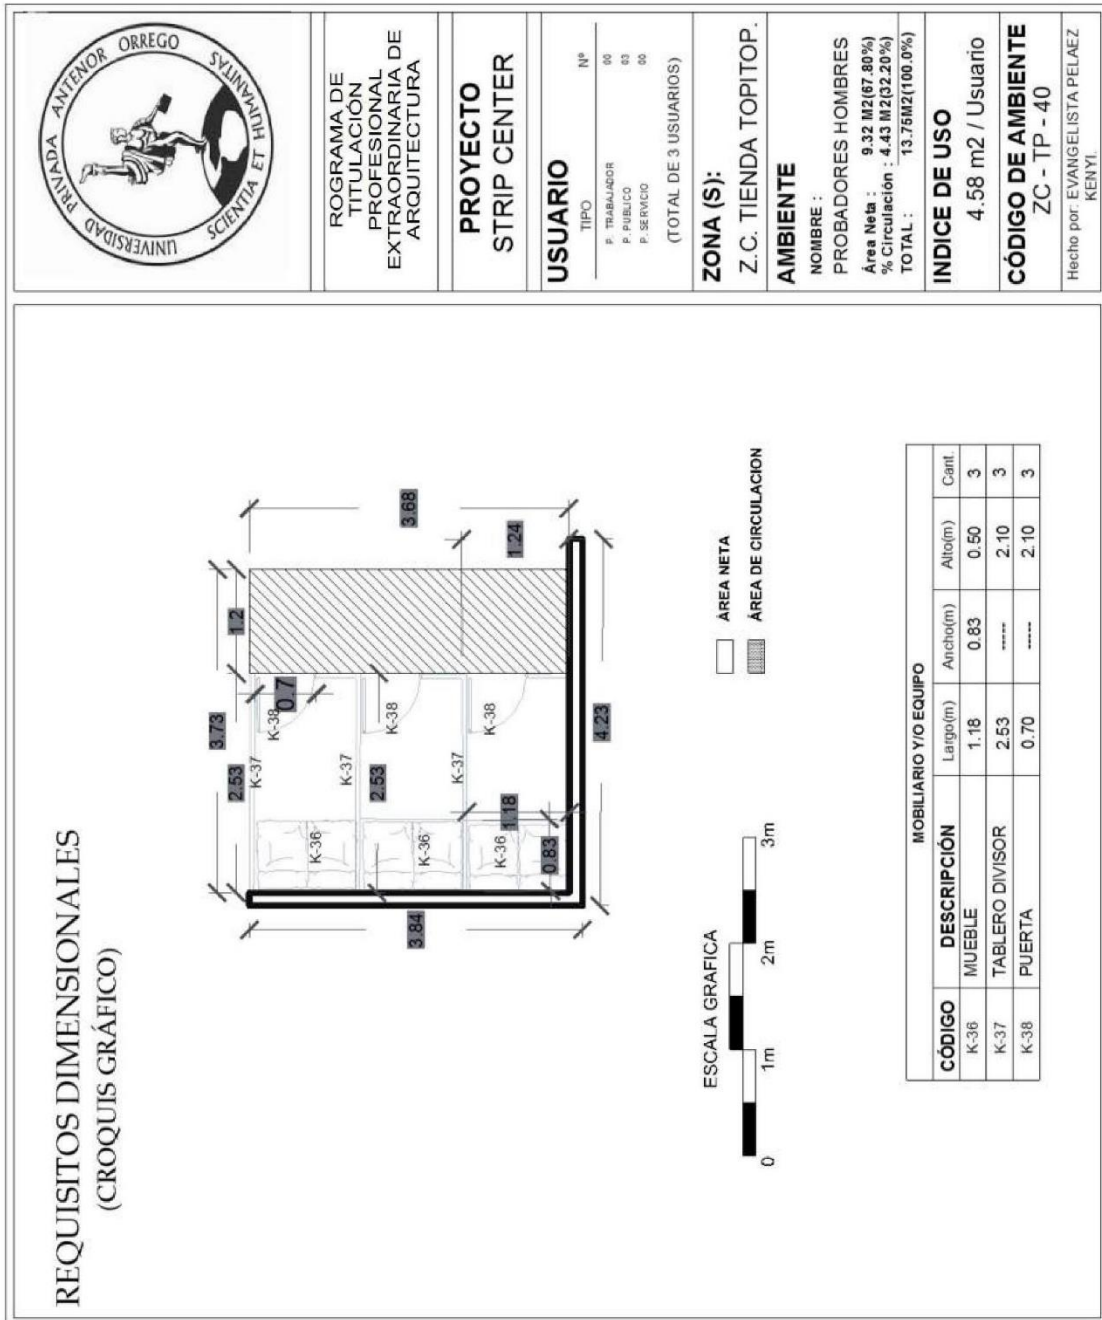 REQUISITOS DIMENSIONALES
(CROQUIS GRÁFICO)
3.73
2.53
1.2
K-37
K-38
0.7
K-36
3.68
K-37
K-38
2.53
K-36
1.24
K-37
K-38
1.18
K-36
0.83
3.84
4.23
ESCALA GRAFICA
0 1m 2m 3m
ÁREA NETA
ÁREA DE CIRCULACION
MOBILIARIO Y/O EQUIPO
CÓDIGO DESCRIPCIÓN Largo(m) Ancho(m) Alto(m) Cant.
K-36 MUEBLE 1.18 0.83 0.50 3
K-37 TABLERO DIVISOR 2.53 ----- 2.10 3
K-38 PUERTA 0.70 ----- 2.10 3
UNIVERSIDAD PRIVADA ANTENOR ORREGO
SCIENTIA ET HUMANITAS
ROGRAMA DE
TITULACIÓN
PROFESIONAL
EXTRAORDINARIA DE
ARQUITECTURA
PROYECTO
STRIP CENTER
USUARIO
TIPO Nº
P. TRABAJADOR 00
P. PUBLICO 03
P. SERVICIO 00
(TOTAL DE 3 USUARIOS)
ZONA (S):
Z.C. TIENDA TOPITOP.
AMBIENTE
NOMBRE :
PROBADORES HOMBRES
Área Neta : 9.32 M2(67.80%)
% Circulación : 4.43 M2(32.20%)
TOTAL : 13.75M2(100.0%)
INDICE DE USO
4.58 m2 / Usuario
CÓDIGO DE AMBIENTE
ZC - TP - 40
Hecho por: EVANGELISTA PELAEZ
KENYI.